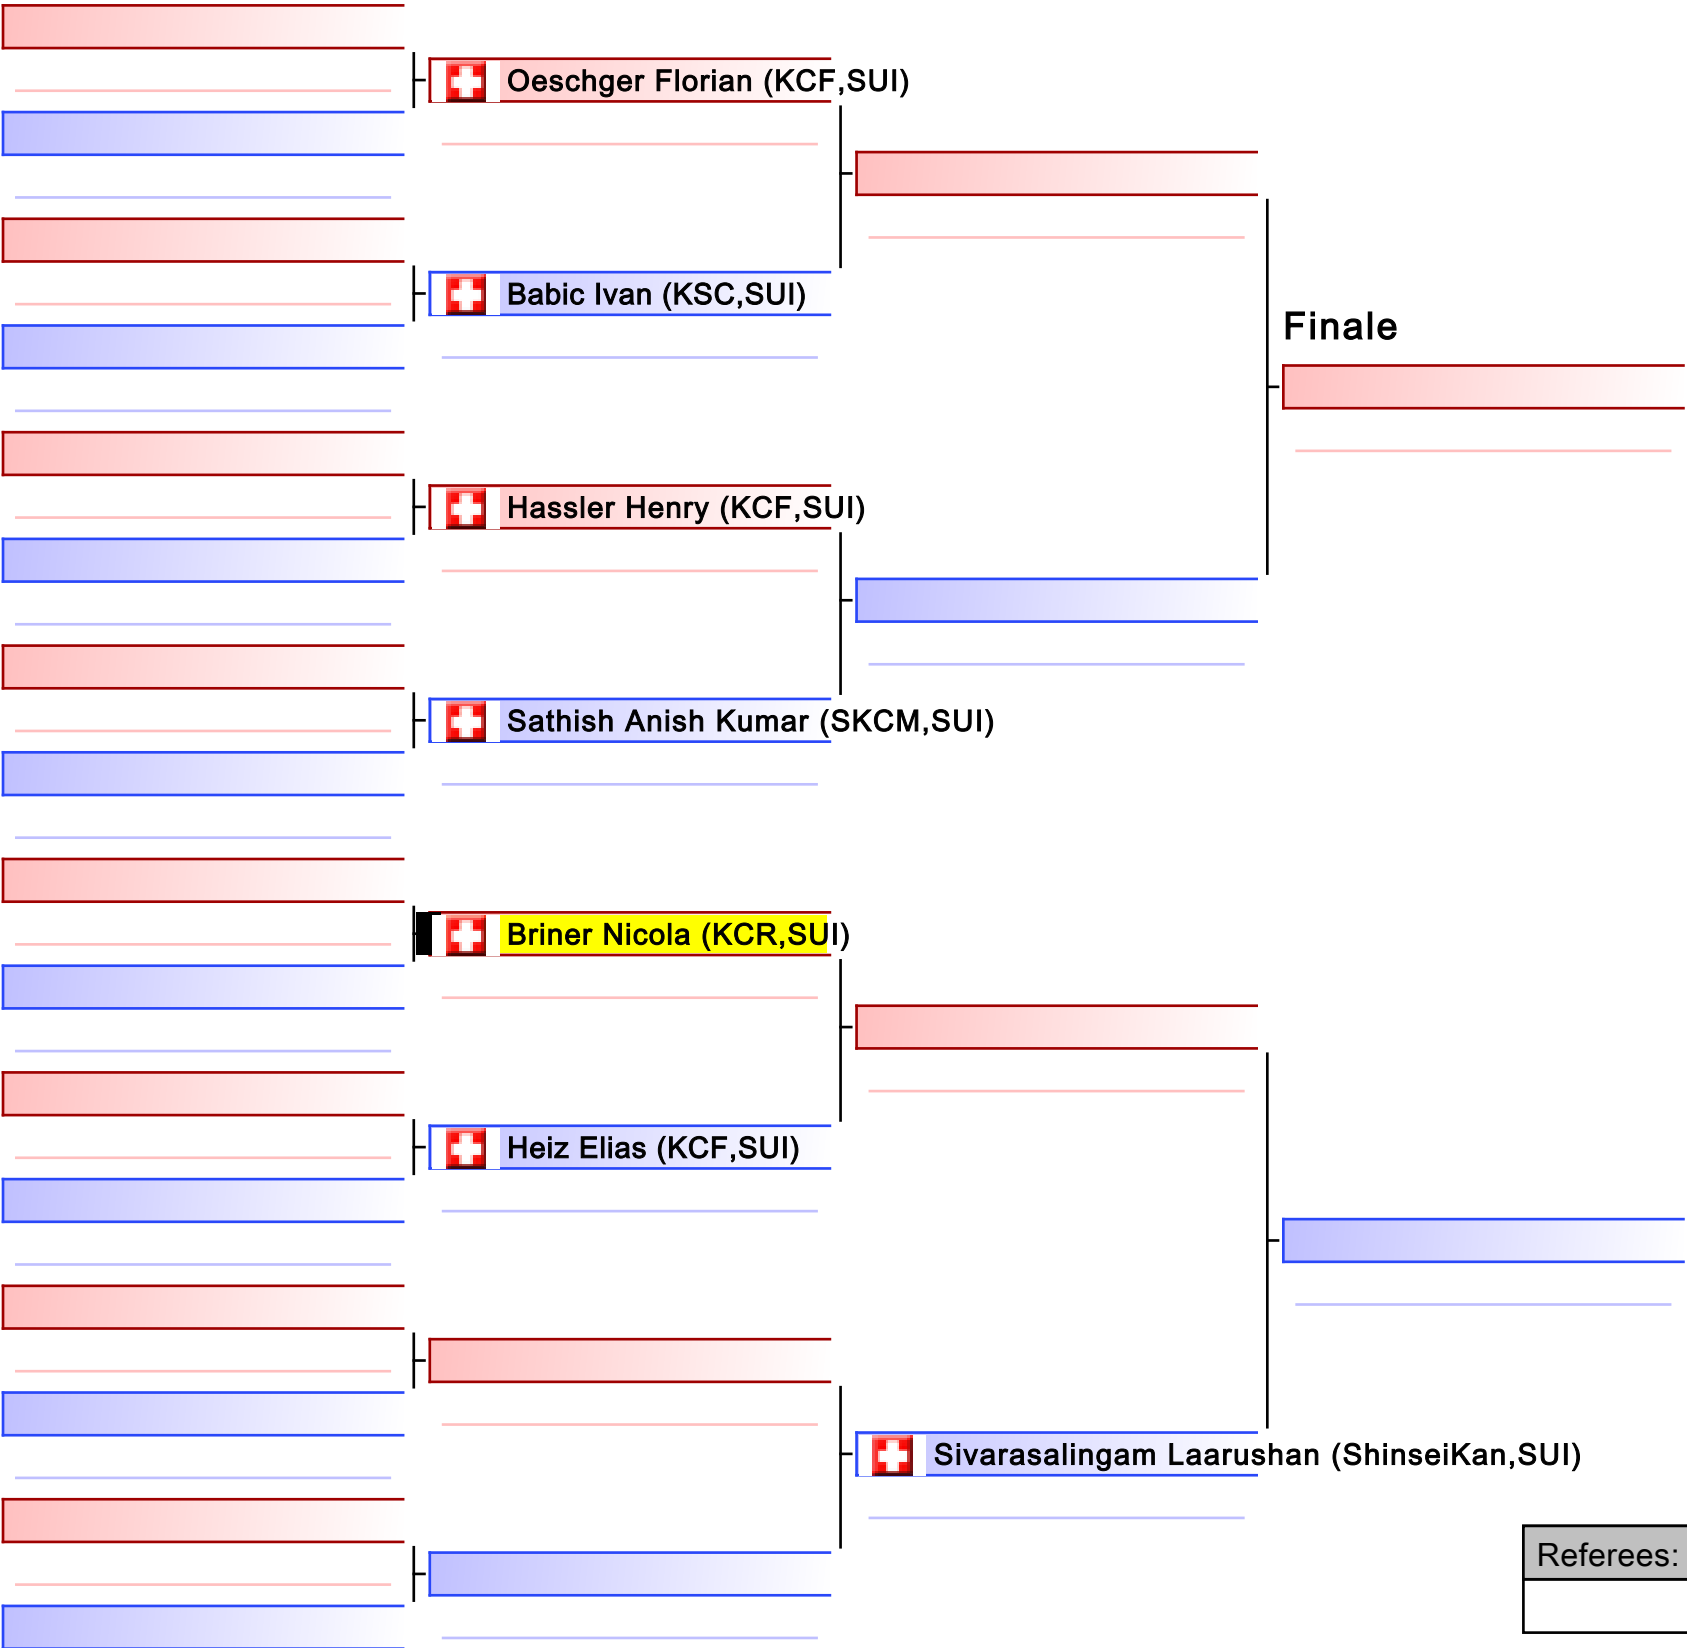 Oeschger Florian (KCF,SUI)
Babic Ivan (KSC,SUI)
Finale
Hassler Henry (KCF,SUI)
Sathish Anish Kumar (SKCM,SUI)
Briner Nicola (KCR,SUI)
Heiz Elias (KCF,SUI)
Sivarasalingam Laarushan (ShinseiKan,SUI)
Referees: